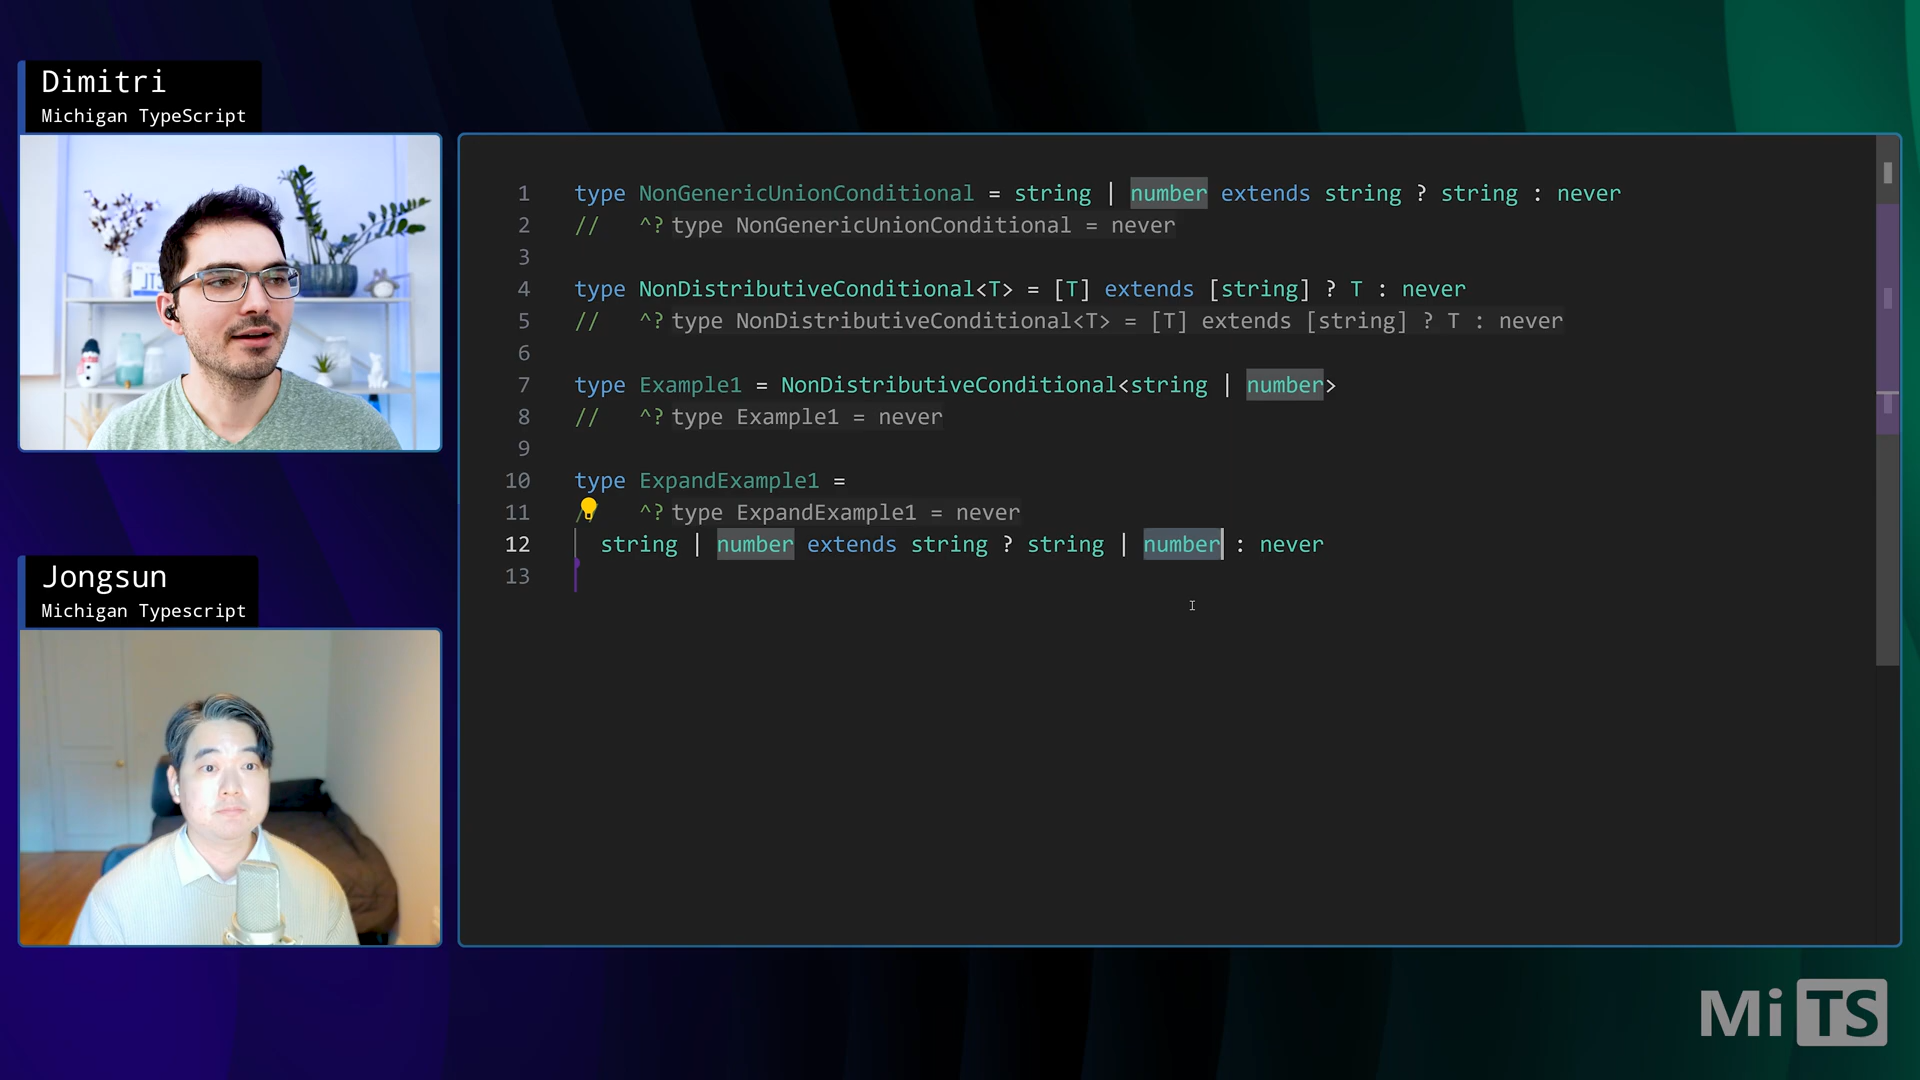 Dimitri
Michigan TypeScript
Jongsun
Michigan Typescript
1 type NonGenericUnionConditional = string | number extends string ? string : never
2 // ^? type NonGenericUnionConditional = never
3
4 type NonDistributiveConditional<T> = [T] extends [string] ? T : never
5 // ^? type NonDistributiveConditional<T> = [T] extends [string] ? T : never
6
7 type Example1 = NonDistributiveConditional<string | number>
8 // ^? type Example1 = never
9
10 type ExpandExample1 =
11 // ^? type ExpandExample1 = never
12 string | number extends string ? string | number : never
13
MiTS